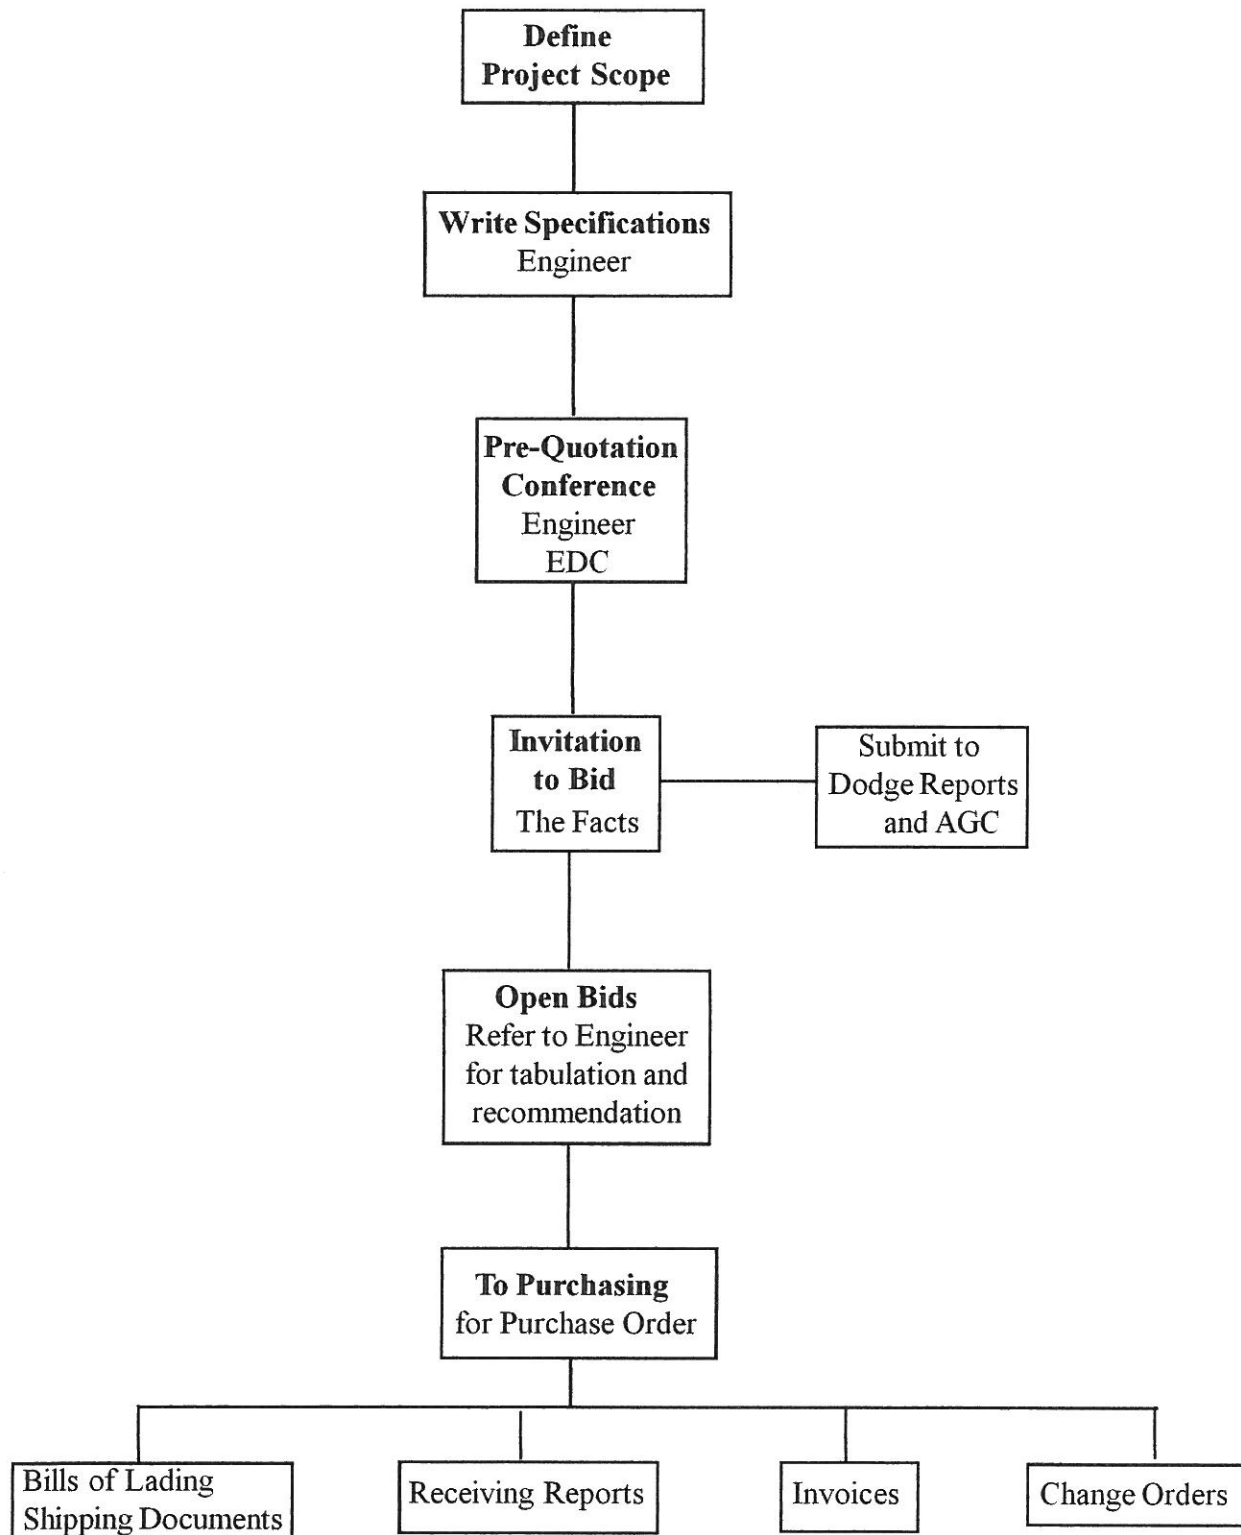 Define
Project Scope
Write Specifications
Engineer
Pre-Quotation
Conference
Engineer
EDC
Invitation
to Bid
The Facts
Submit to
Dodge Reports
and AGC
Open Bids
Refer to Engineer
for tabulation and
recommendation
To Purchasing
for Purchase Order
Bills of Lading
Shipping Documents
Receiving Reports
Invoices
Change Orders